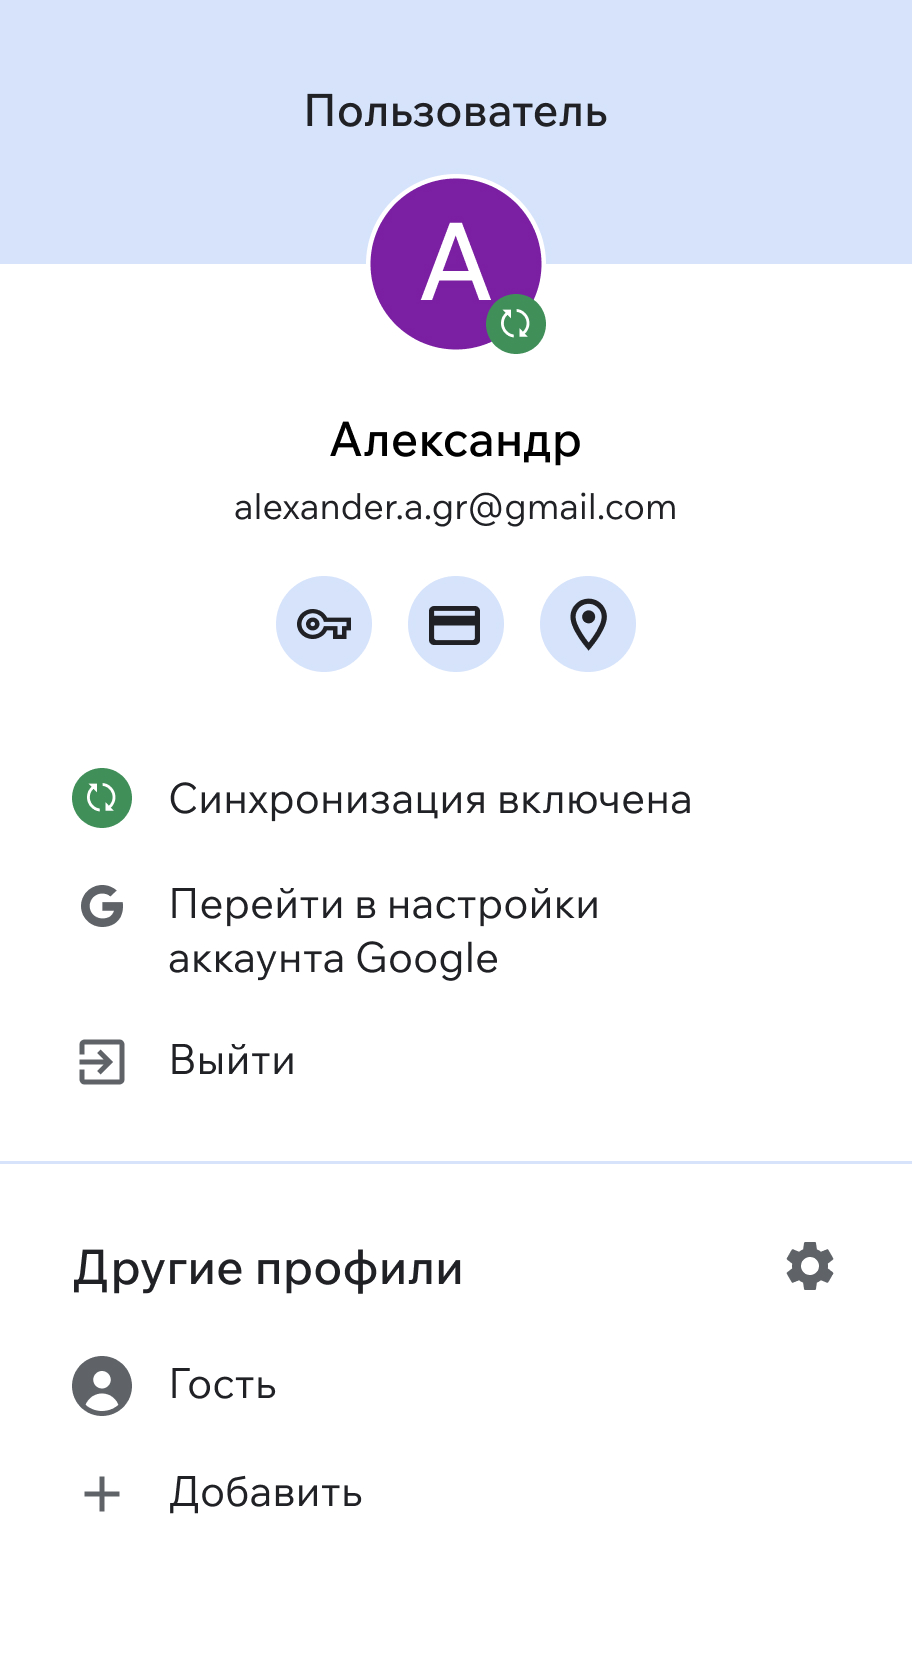 Пользователь
А
Александр
alexander.a.gr@gmail.com
Синхронизация включена
Перейти в настройки
аккаунта Google
Выйти
Другие профили
Гость
Добавить